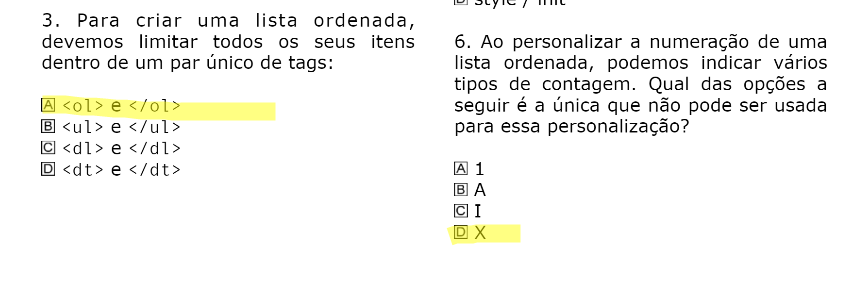 3. Para criar uma lista ordenada,
devemos limitar todos os seus itens
dentro de um par único de tags:
A <ol> e </ol>
B <ul> e </ul>
C <dl> e </dl>
D <dt> e </dt>
D style / init
6. Ao personalizar a numeração de uma
lista ordenada, podemos indicar vários
tipos de contagem. Qual das opções a
seguir é a única que não pode ser usada
para essa personalização?
A 1
B A
C I
D X